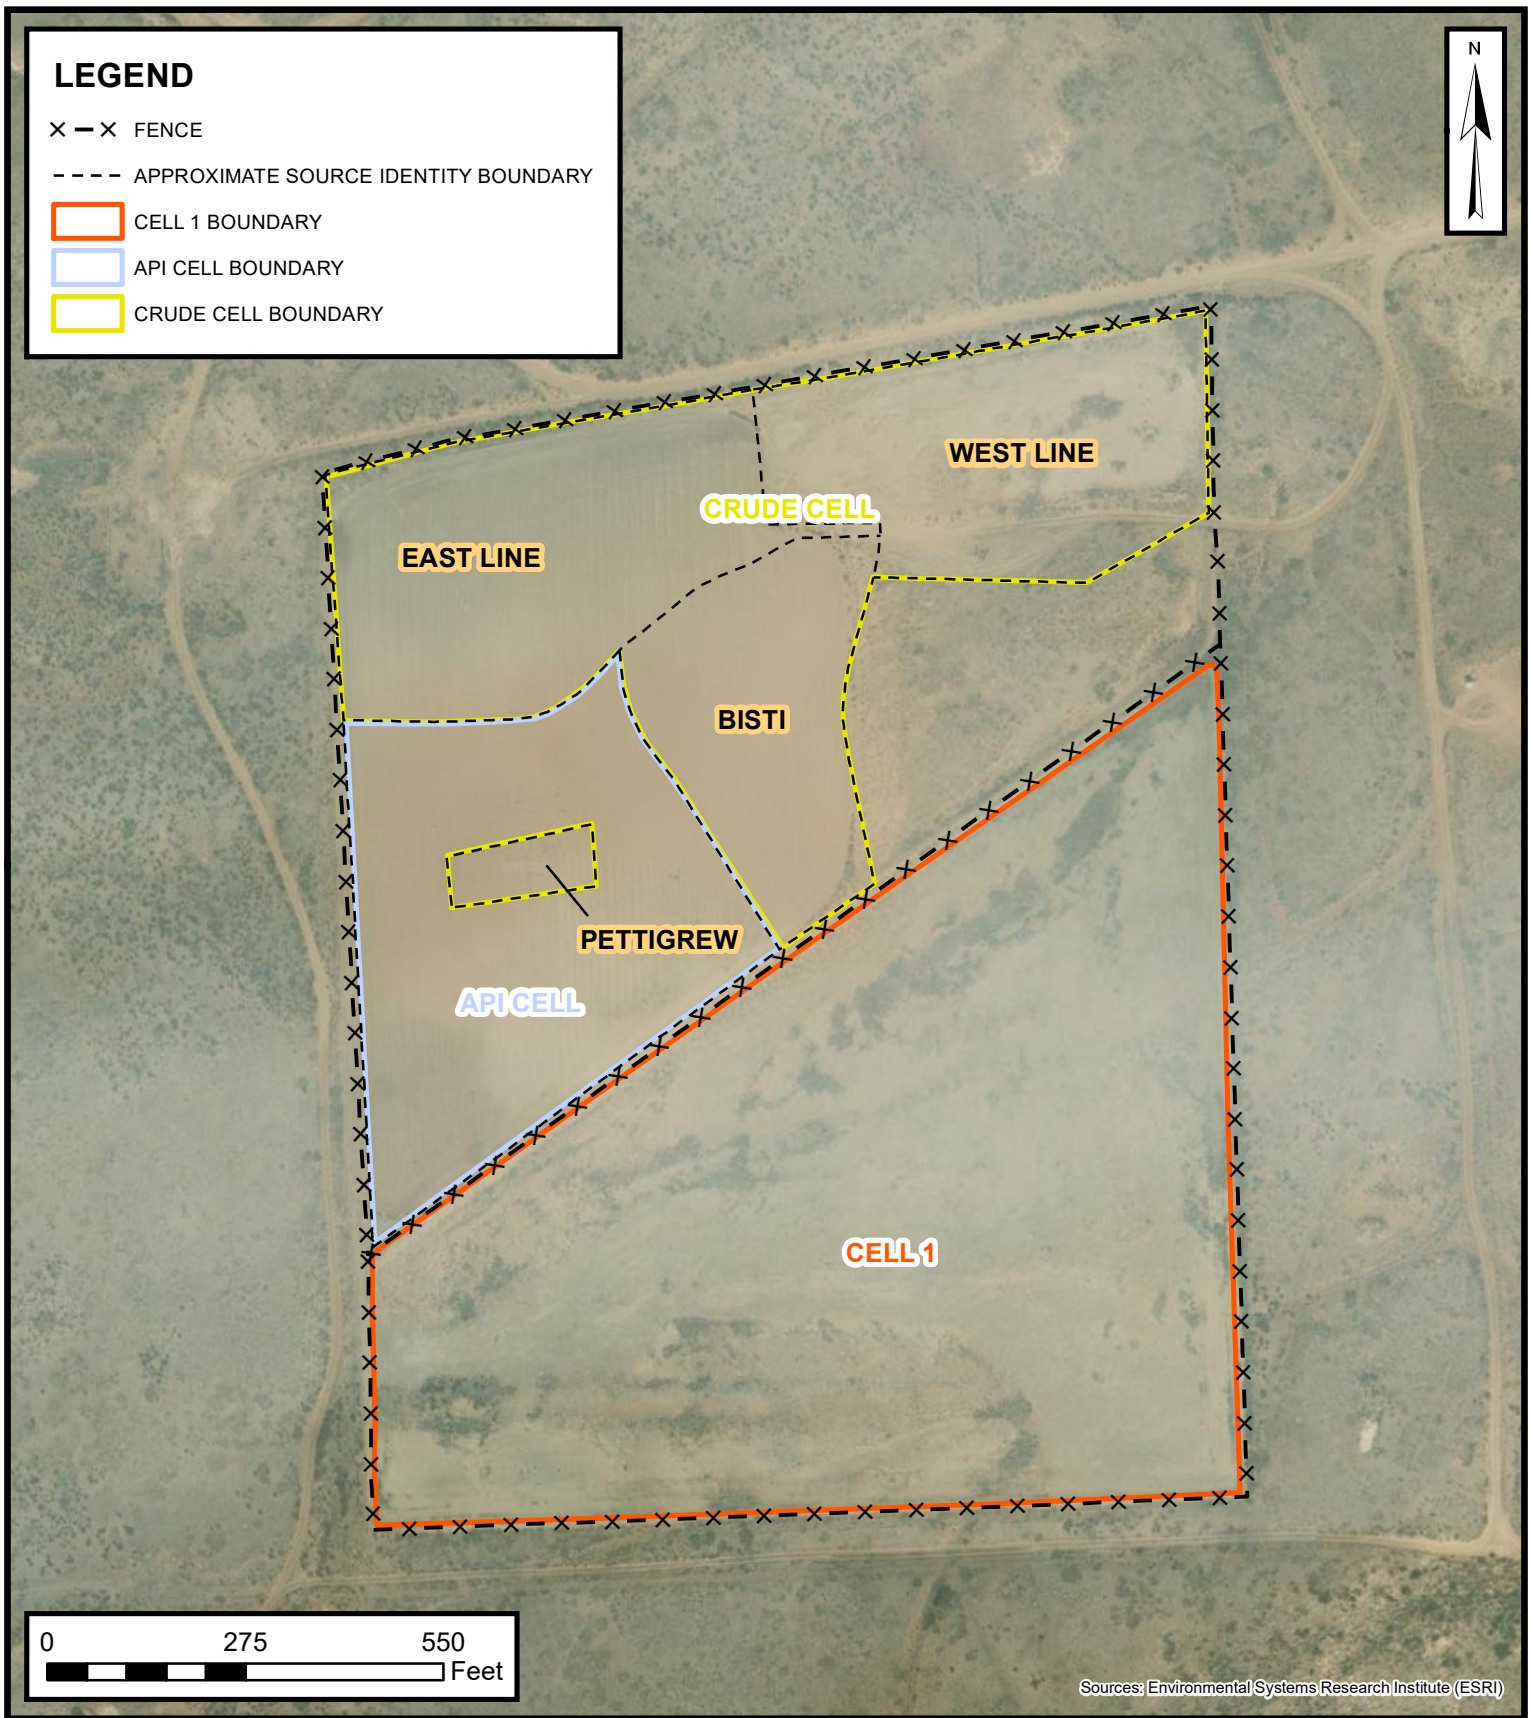 LEGEND
FENCE
APPROXIMATE SOURCE IDENTITY BOUNDARY
CELL 1 BOUNDARY
API CELL BOUNDARY
CRUDE CELL BOUNDARY
N
WEST LINE
CRUDE CELL
EAST LINE
BISTI
PETTIGREW
API CELL
CELL 1
0 275 550
Feet
Sources: Environmental Systems Research Institute (ESRI)